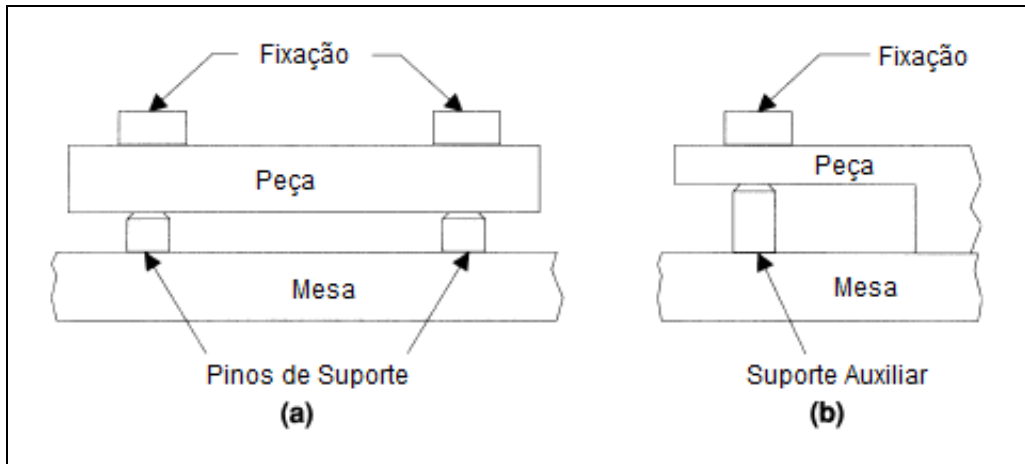 Fixação
Peça
Mesa
Pinos de Suporte
(a)
Fixação
Peça
Mesa
Suporte Auxiliar
(b)